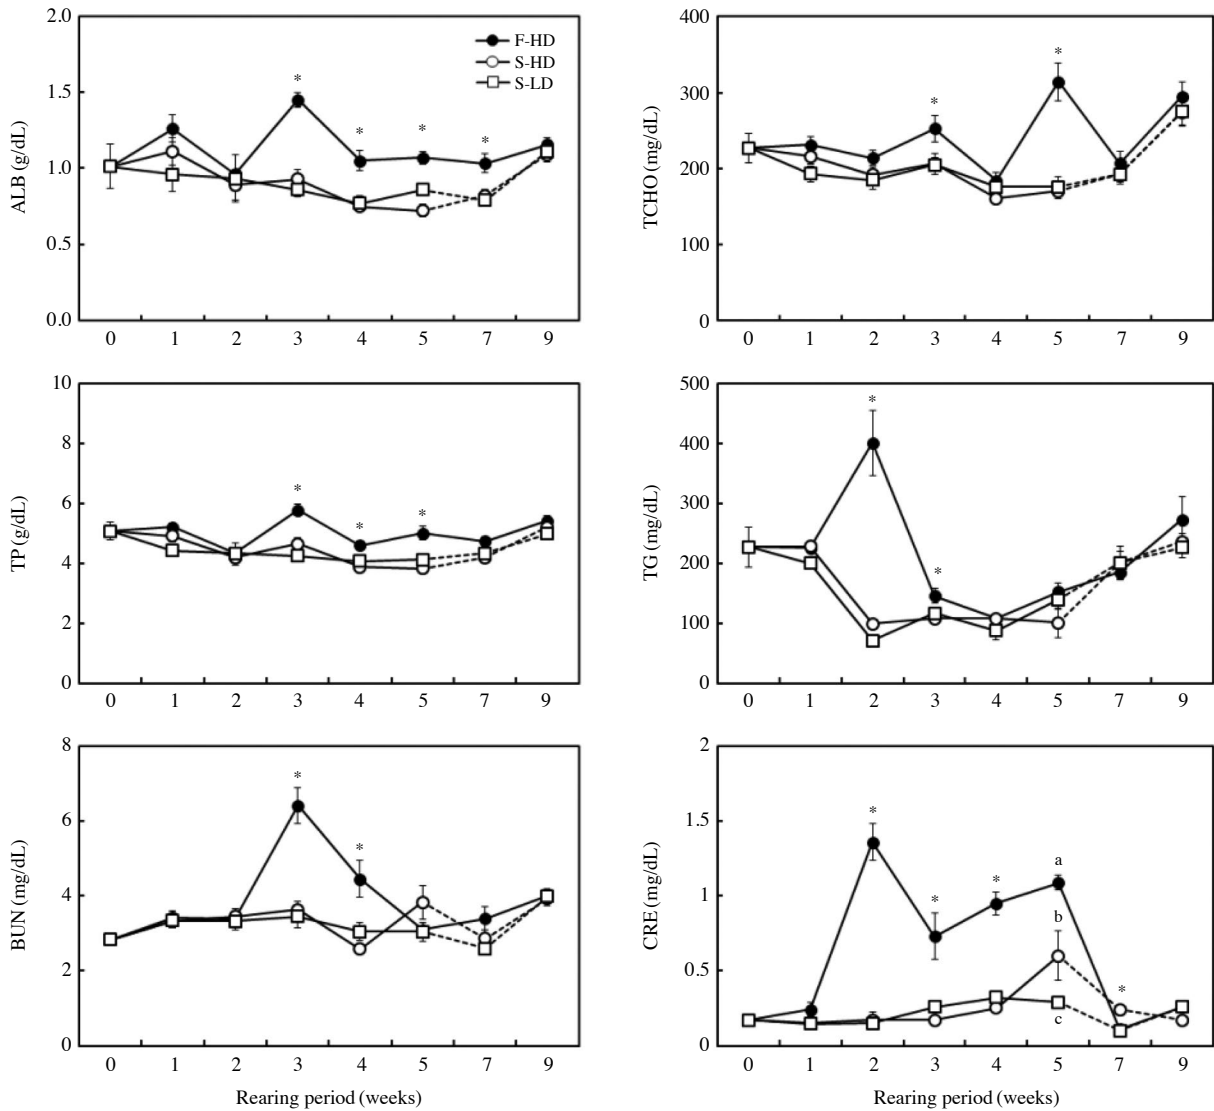 2.0
1.5
1.0
0.5
0.0
ALB (g/dL)
F-HD
S-HD
S-LD
*
*
*
*
0 1 2 3 4 5 7 9
400
300
200
100
0
TCHO (mg/dL)
*
*
0 1 2 3 4 5 7 9
10
8
6
4
2
0
TP (g/dL)
*
*
*
0 1 2 3 4 5 7 9
500
400
300
200
100
0
TG (mg/dL)
*
*
0 1 2 3 4 5 7 9
8
6
4
2
0
BUN (mg/dL)
*
*
0 1 2 3 4 5 7 9
Rearing period (weeks)
2
1.5
1
0.5
0
CRE (mg/dL)
*
*
*
a
b
c
*
0 1 2 3 4 5 7 9
Rearing period (weeks)